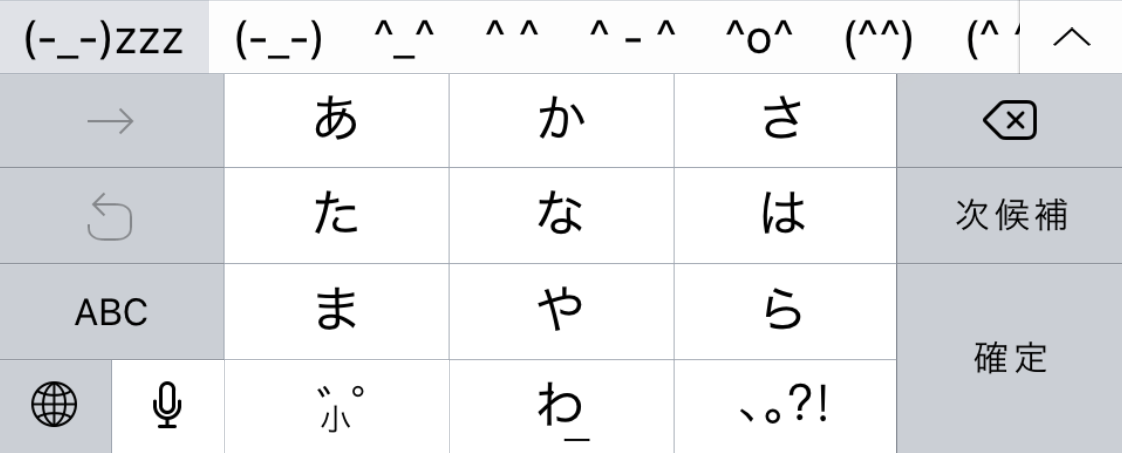 (-_-)zzz (-_-) ^_^ ^ ^ ^ - ^ ^o^ (^^) (^
→ あ か さ
た な は 次候補
ABC ま や ら 確定
゛゜小 わ_ 、。?!